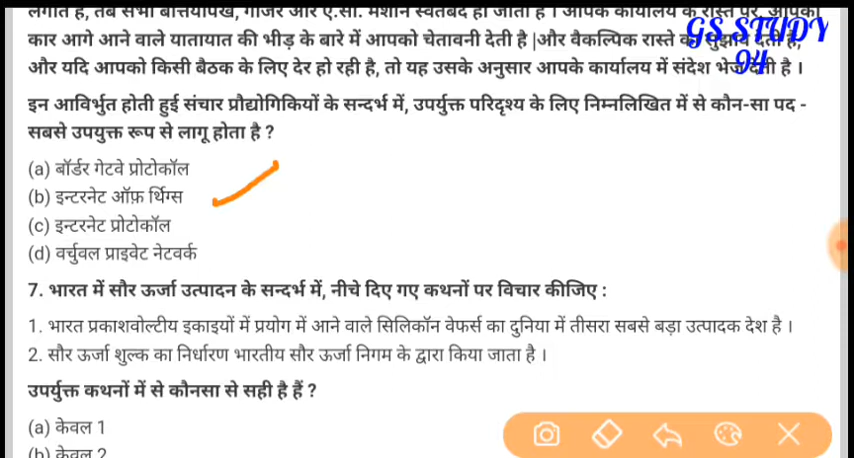 लगाते हैं, तब सभी बत्तियाँपंखे, गीजर और ए.सी. मशीनें स्वतःबंद हो जाती हैं । आपके कार्यालय के रास्ते पर, आपकी
GS STUDY
94
कार आगे आने वाले यातायात की भीड़ के बारे में आपको चेतावनी देती है |और वैकल्पिक रास्ते का सुझाव देती है,
और यदि आपको किसी बैठक के लिए देर हो रही है, तो यह उसके अनुसार आपके कार्यालय में संदेश भेज देती है ।
इन आविर्भुत होती हुई संचार प्रौद्योगिकियों के सन्दर्भ में, उपर्युक्त परिदृश्य के लिए निम्नलिखित में से कौन-सा पद -
सबसे उपयुक्त रूप से लागू होता है ?
(a) बॉर्डर गेटवे प्रोटोकॉल
(b) इन्टरनेट ऑफ़ थिंग्स
(c) इन्टरनेट प्रोटोकॉल
(d) वर्चुवल प्राइवेट नेटवर्क
7. भारत में सौर ऊर्जा उत्पादन के सन्दर्भ में, नीचे दिए गए कथनों पर विचार कीजिए :
1. भारत प्रकाशवोल्टीय इकाइयों में प्रयोग में आने वाले सिलिकॉन वेफर्स का दुनिया में तीसरा सबसे बड़ा उत्पादक देश है ।
2. सौर ऊर्जा शुल्क का निर्धारण भारतीय सौर ऊर्जा निगम के द्वारा किया जाता है ।
उपर्युक्त कथनों में से कौनसा से सही है हैं ?
(a) केवल 1
(b) केवल 2